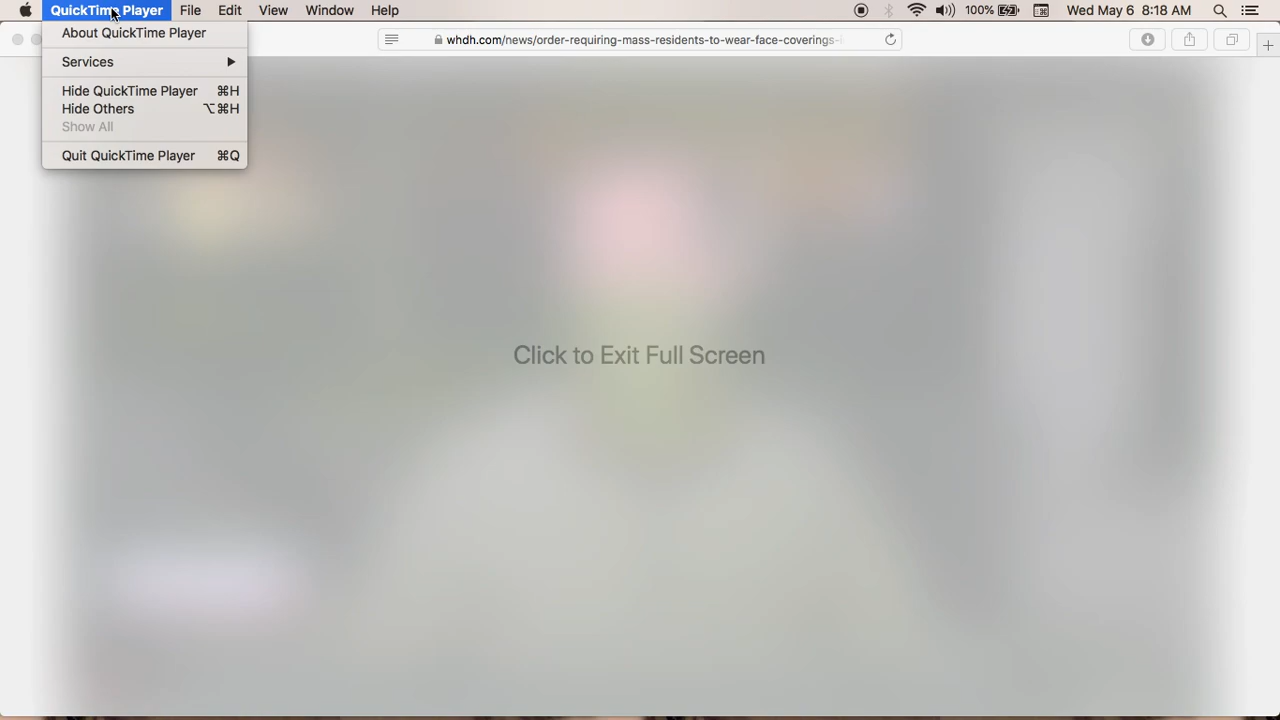 QuickTime Player File Edit View Window Help 100% Wed May 6 8:18 AM
About QuickTime Player
whdh.com/news/order-requiring-mass-residents-to-wear-face-coverings-
Services ▶
Hide QuickTime Player ⌘H
Hide Others ⌥⌘H
Show All
Quit QuickTime Player ⌘Q
Click to Exit Full Screen